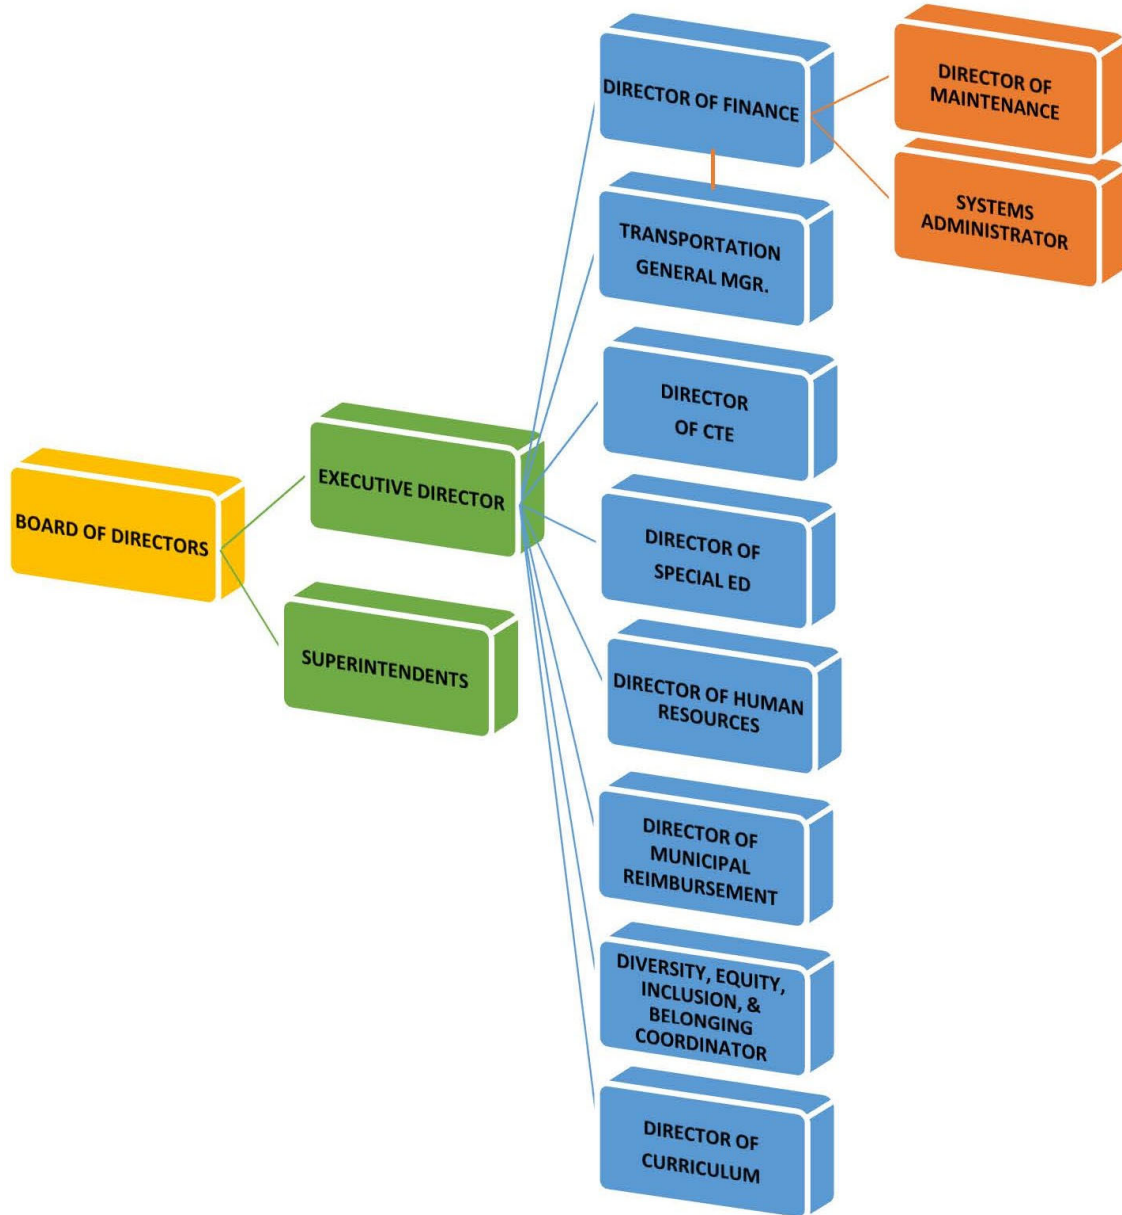 BOARD OF DIRECTORS
EXECUTIVE DIRECTOR
SUPERINTENDENTS
DIRECTOR OF FINANCE
TRANSPORTATION
GENERAL MGR.
DIRECTOR
OF CTE
DIRECTOR OF
SPECIAL ED
DIRECTOR OF HUMAN
RESOURCES
DIRECTOR OF
MUNICIPAL
REIMBURSEMENT
DIVERSITY, EQUITY,
INCLUSION, &
BELONGING
COORDINATOR
DIRECTOR OF
CURRICULUM
DIRECTOR OF
MAINTENANCE
SYSTEMS
ADMINISTRATOR